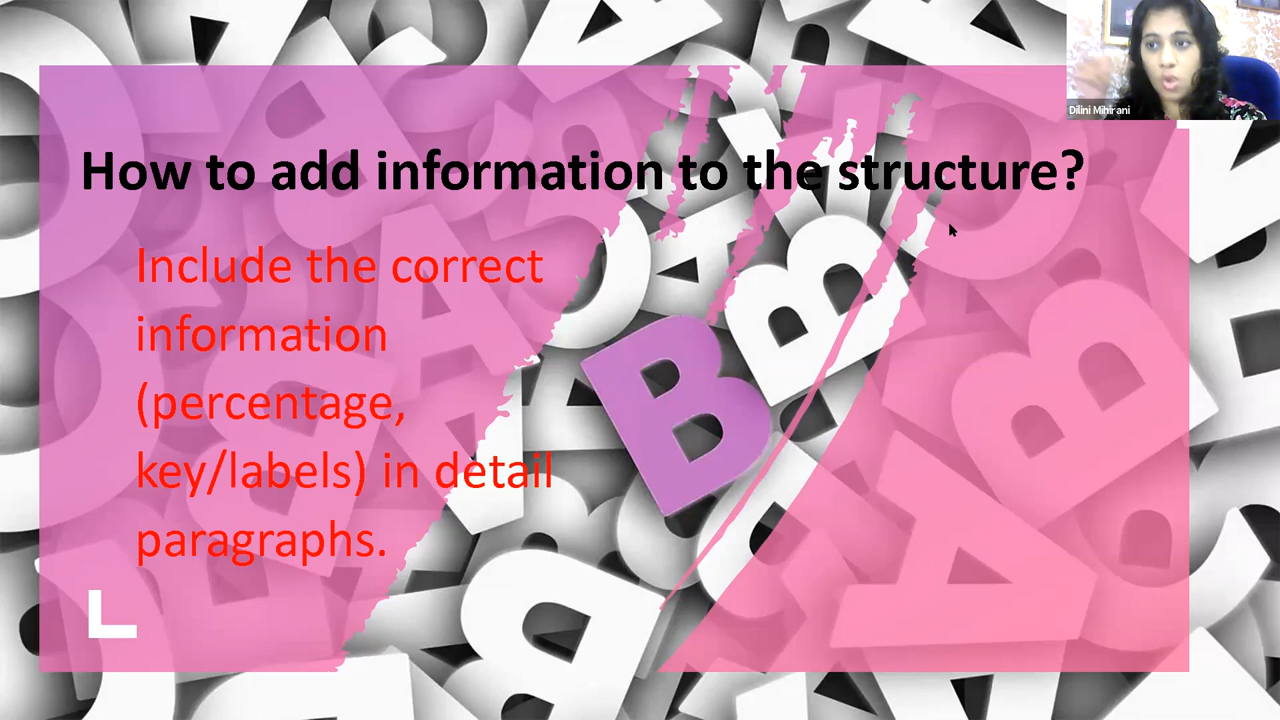 Dilini Mihirani
How to add information to the structure?
Include the correct
information
(percentage,
key/labels) in detail
paragraphs.